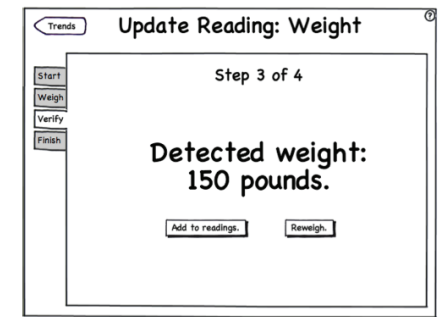 Trends
Update Reading: Weight
?
Start
Weigh
Verify
Finish
Step 3 of 4
Detected weight:
150 pounds.
Add to readings.
Reweigh.